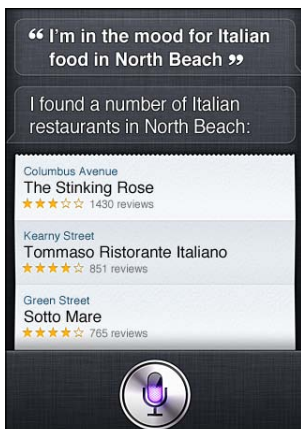 “ I’m in the mood for Italian
food in North Beach ”
I found a number of Italian
restaurants in North Beach:
Columbus Avenue
The Stinking Rose
1430 reviews
Kearny Street
Tommaso Ristorante Italiano
851 reviews
Green Street
Sotto Mare
765 reviews